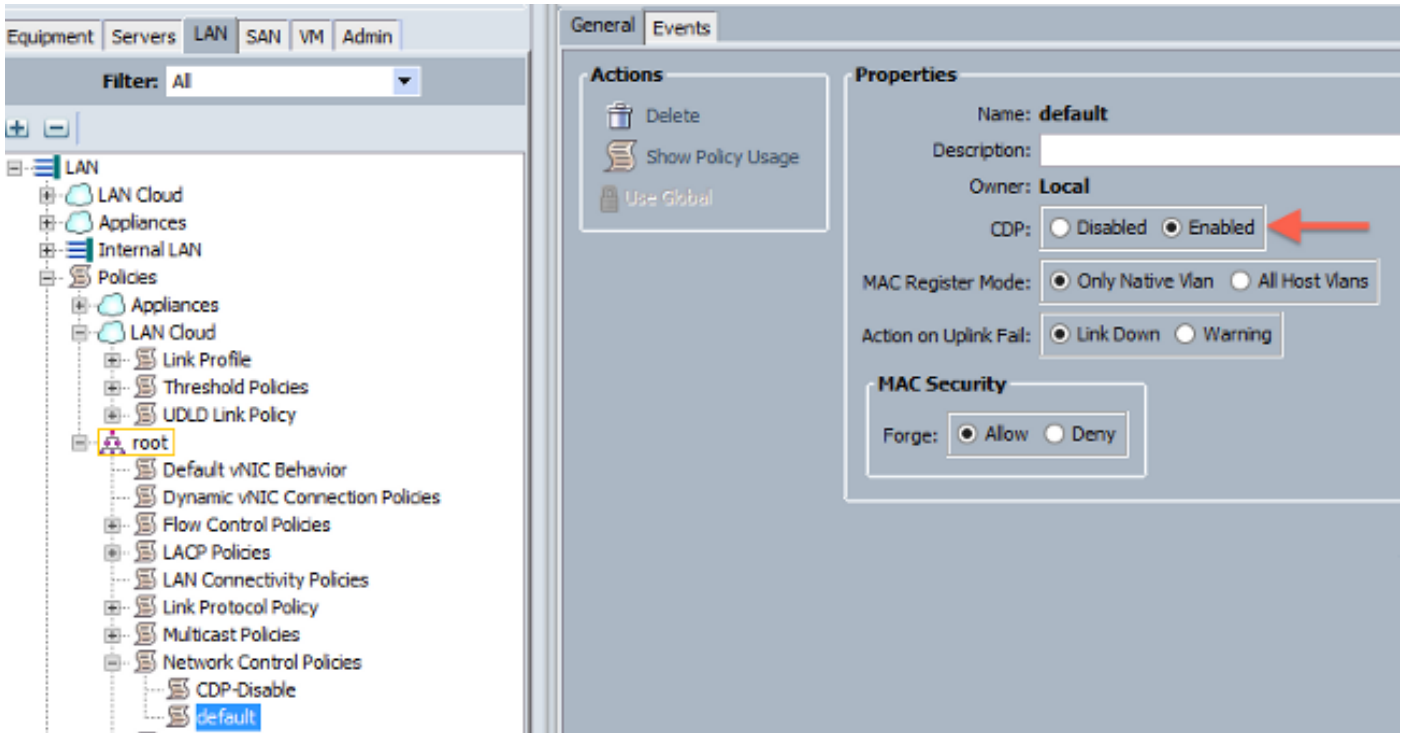 Equipment Servers LAN SAN VM Admin
Filter: All
LAN
LAN Cloud
Appliances
Internal LAN
Policies
Appliances
LAN Cloud
Link Profile
Threshold Policies
UDLD Link Policy
root
Default vNIC Behavior
Dynamic vNIC Connection Policies
Flow Control Policies
LACP Policies
LAN Connectivity Policies
Link Protocol Policy
Multicast Policies
Network Control Policies
CDP-Disable
default
General Events
Actions
Delete
Show Policy Usage
Use Global
Properties
Name: default
Description:
Owner: Local
CDP: Disabled Enabled
MAC Register Mode: Only Native Vlan All Host Vlans
Action on Uplink Fail: Link Down Warning
MAC Security
Forge: Allow Deny